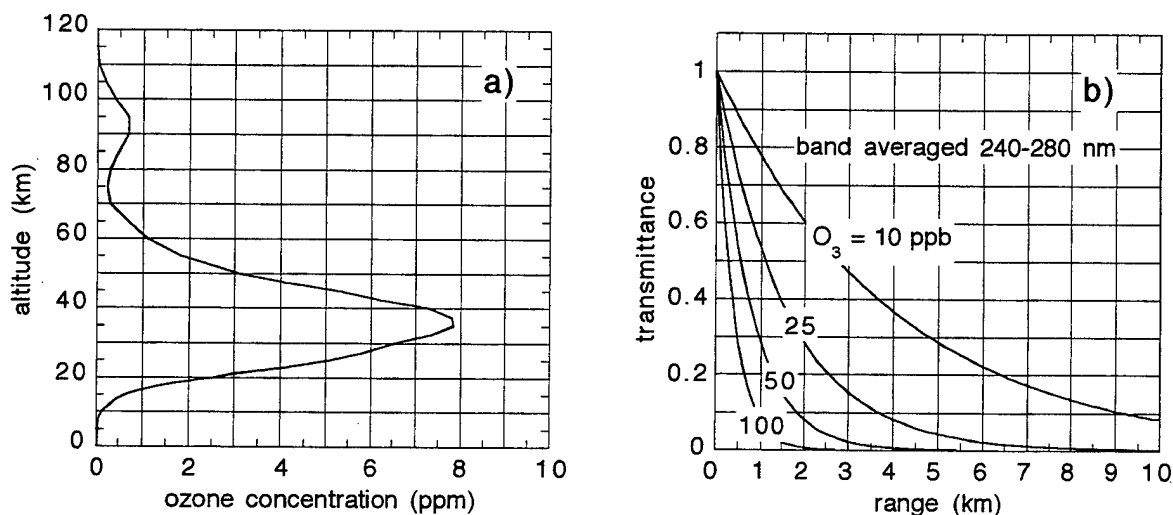 a)
120
100
80
60
40
20
0
altitude (km)
0 2 4 6 8 10
ozone concentration (ppm)
b)
band averaged 240-280 nm
O3 = 10 ppb
25
50
100
1
0.8
0.6
0.4
0.2
0
transmittance
0 1 2 3 4 5 6 7 8 9 10
range (km)